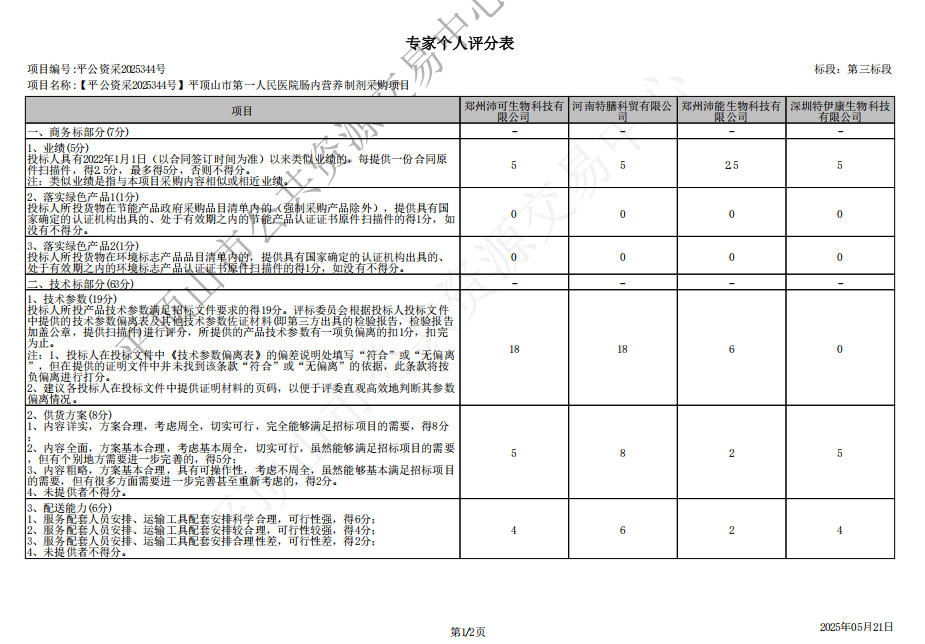 专家个人评分表
项目编号:平公资采2025344号
标段：第三标段
项目名称:【平公资采2025344号】平顶山市第一人民医院肠内营养制剂采购项目
项目
郑州沛可生物科技有限公司
河南特膳科贸有限公司
郑州沛能生物科技有限公司
深圳特伊康生物科技有限公司
一、商务标部分(7分)
- - - -
1、业绩(5分)
投标人具有2022年1月1日（以合同签订时间为准）以来类似业绩的。每提供一份合同原
件扫描件，得2.5分，最多得5分，否则不得分。
注：类似业绩是指与本项目采购内容相似或相近业绩。
5 5 2.5 5
2、落实绿色产品1(1分)
投标人所投货物在节能产品政府采购品目清单内的（强制采购产品除外），提供具有国
家确定的认证机构出具的、处于有效期之内的节能产品认证证书原件扫描件的得1分，如
没有不得分。
0 0 0 0
3、落实绿色产品2(1分)
投标人所投货物在环境标志产品品目清单内的，提供具有国家确定的认证机构出具的、
处于有效期之内的环境标志产品认证证书原件扫描件的得1分，如没有不得分。
0 0 0 0
二、技术标部分(63分)
- - - -
1、技术参数(19分)
投标人所投产品技术参数满足招标文件要求的得19分。评标委员会根据投标人投标文件
中提供的技术参数偏离表及其他技术参数佐证材料(即第三方出具的检验报告，检验报告
加盖公章，提供扫描件)进行评分，所提供的产品技术参数有一项负偏离的扣1分，扣完
为止。
注：1、投标人在投标文件中《技术参数偏离表》的偏差说明处填写“符合”或“无偏离
”，但在提供的证明文件中并未找到该条款“符合”或“无偏离”的依据，此条款将按
负偏离进行打分。
2、建议各投标人在投标文件中提供证明材料的页码，以便于评委直观高效地判断其参数
偏离情况。
18 18 6 0
2、供货方案(8分)
1、内容详实，方案合理，考虑周全，切实可行，完全能够满足招标项目的需要，得8分
；
2、内容全面，方案基本合理，考虑基本周全，切实可行，虽然能够满足招标项目的需要
，但有个别地方需要进一步完善的，得5分；
3、内容粗略，方案基本合理，具有可操作性，考虑不周全，虽然能够基本满足招标项目
的需要，但有很多方面需要进一步完善甚至重新考虑的，得2分。
4、未提供者不得分。
5 8 2 5
3、配送能力(6分)
1、服务配套人员安排、运输工具配套安排科学合理，可行性强，得6分；
2、服务配套人员安排、运输工具配套安排较合理，可行性较强，得4分；
3、服务配套人员安排、运输工具配套安排合理性差，可行性差，得2分；
4、未提供者不得分。
4 6 2 4
平顶山市公共资源交易中心
平顶山市公共资源交易中心
第1/2页
2025年05月21日